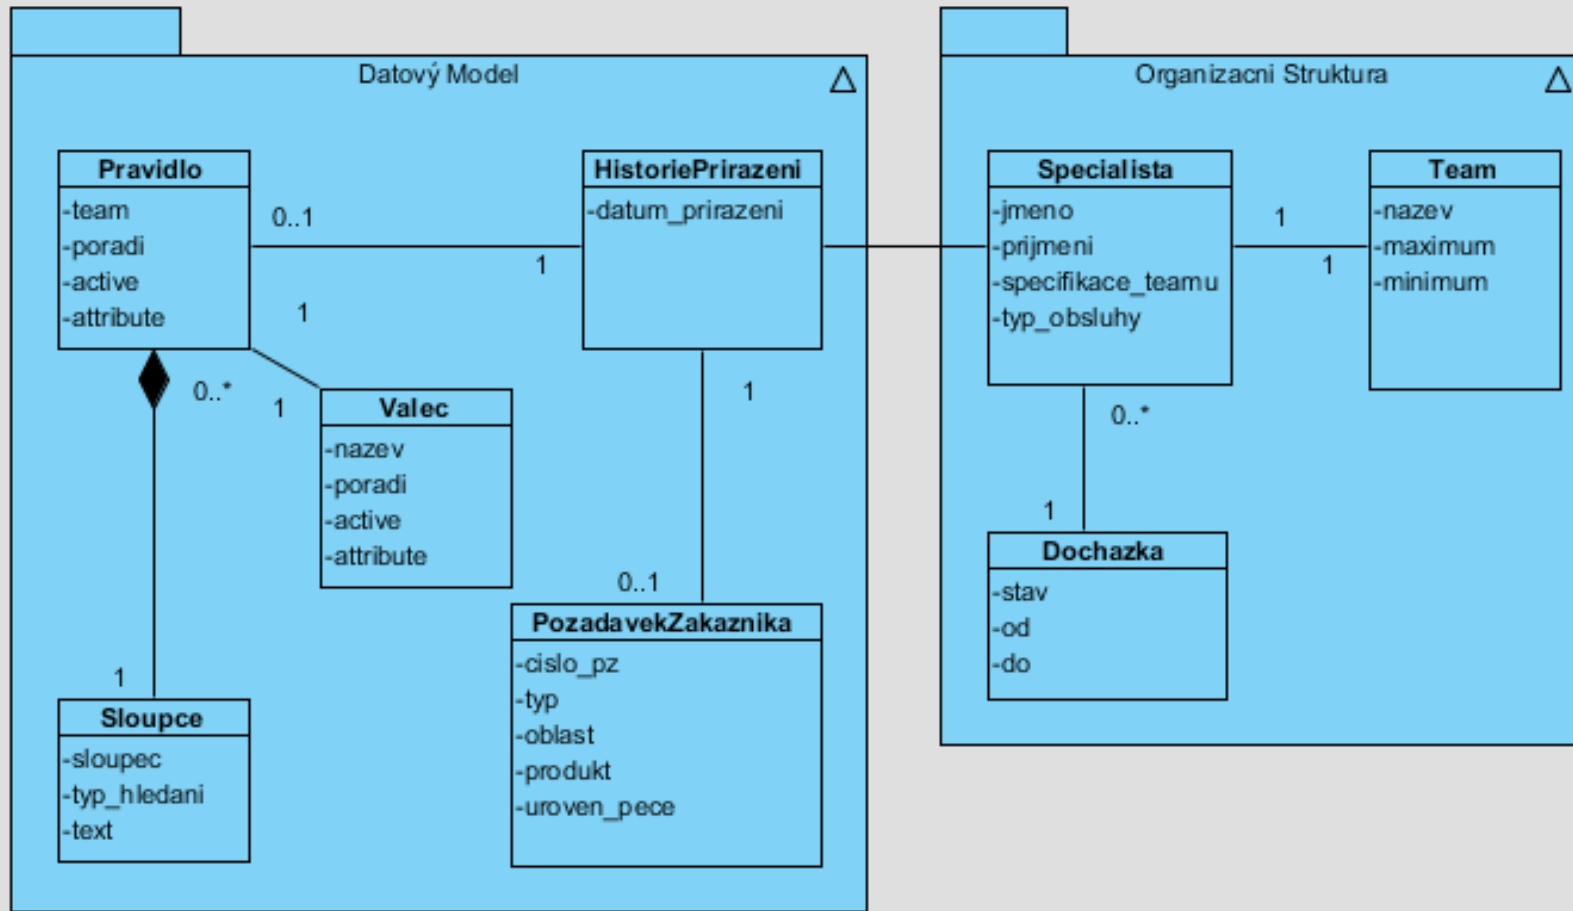 Datový Model
Pravidlo
-team
-poradi
-active
-attribute
0..1
1
HistoriePrirazeni
-datum_prirazeni
1
1
Valec
-nazev
-poradi
-active
-attribute
0..*
1
Sloupce
-sloupec
-typ_hledani
-text
1
0..1
PozadavekZakaznika
-cislo_pz
-typ
-oblast
-produkt
-uroven_pece
Organizacni Struktura
Specialista
-jmeno
-prijmeni
-specifikace_teamu
-typ_obsluhy
1
1
Team
-nazev
-maximum
-minimum
0..*
1
Dochazka
-stav
-od
-do